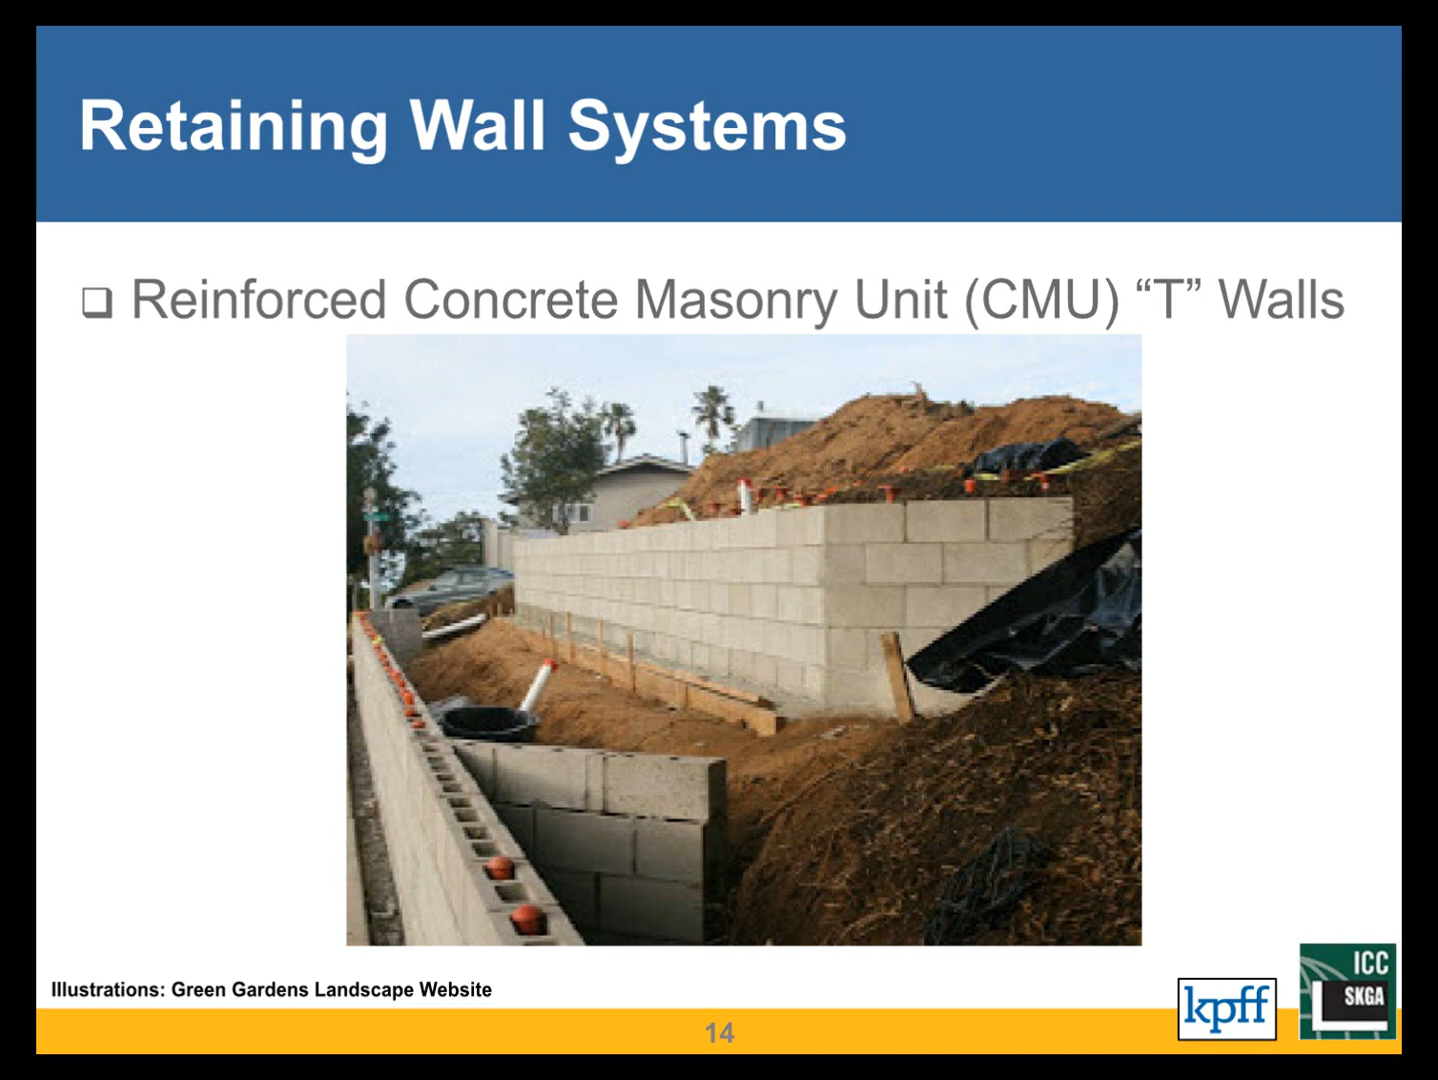 Retaining Wall Systems
❑ Reinforced Concrete Masonry Unit (CMU) “T” Walls
Illustrations: Green Gardens Landscape Website
14
kpff
ICC
SKGA